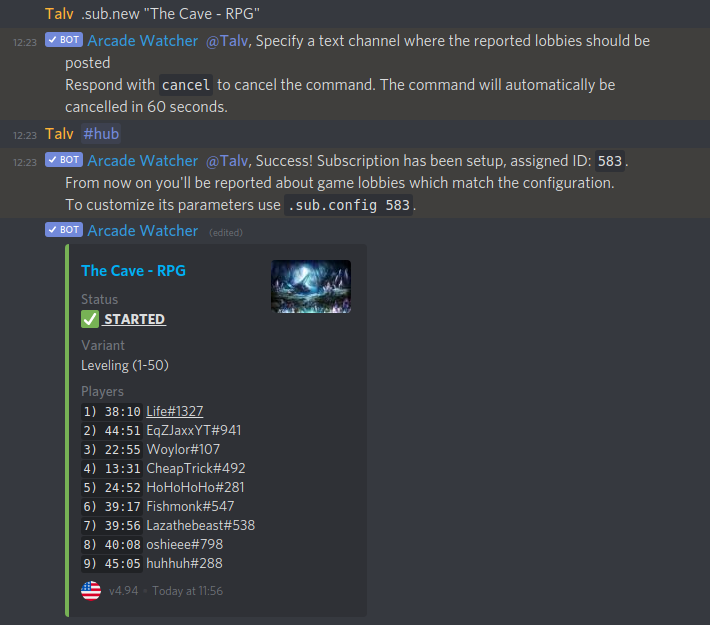 Talv .sub.new "The Cave - RPG"
12:23 ✓ BOT Arcade Watcher @Talv, Specify a text channel where the reported lobbies should be
posted
Respond with cancel to cancel the command. The command will automatically be
cancelled in 60 seconds.
12:23 Talv #hub
12:23 ✓ BOT Arcade Watcher @Talv, Success! Subscription has been setup, assigned ID: 583.
From now on you'll be reported about game lobbies which match the configuration.
To customize its parameters use .sub.config 583.
✓ BOT Arcade Watcher (edited)
The Cave - RPG
Status
✅ STARTED
Variant
Leveling (1-50)
Players
1) 38:10 Life#1327
2) 44:51 EqZJaxxYT#941
3) 22:55 Woylor#107
4) 13:31 CheapTrick#492
5) 24:52 HoHoHoHo#281
6) 39:17 Fishmonk#547
7) 39:56 Lazathebeast#538
8) 40:08 oshieee#798
9) 45:05 huhhuh#288
v4.94 • Today at 11:56